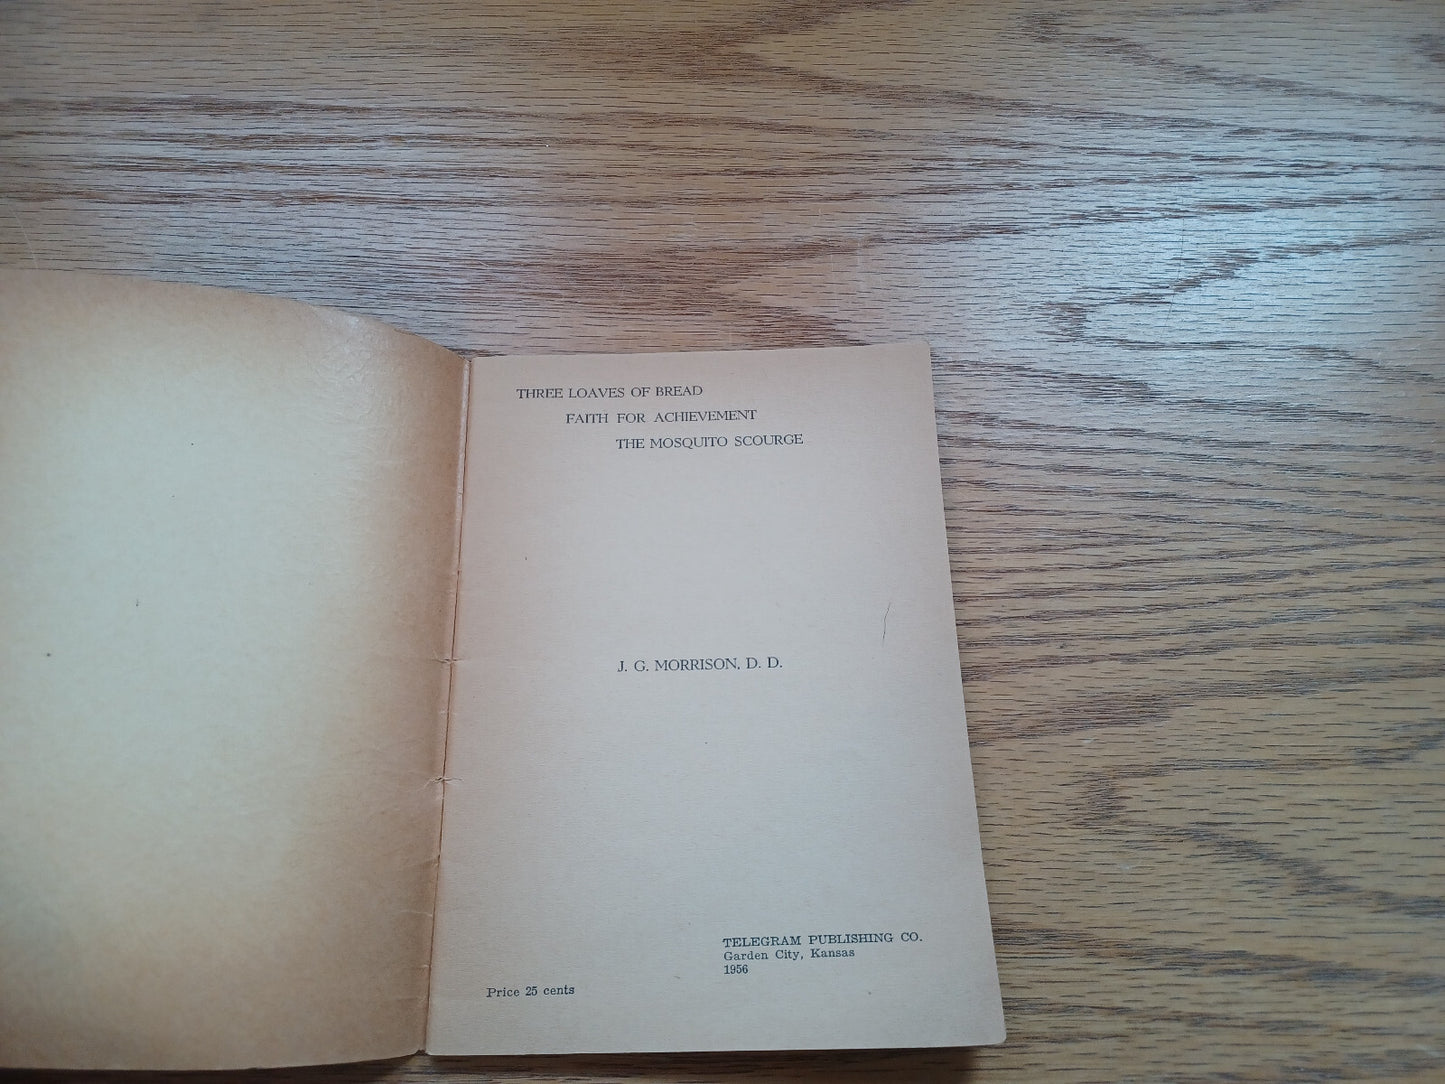 THREE LOAVES OF BREAD
FAITH FOR ACHIEVEMENT
THE MOSQUITO SCOURGE
J. G. MORRISON, D. D.
TELEGRAM PUBLISHING CO.
Garden City, Kansas
1956
Price 25 cents